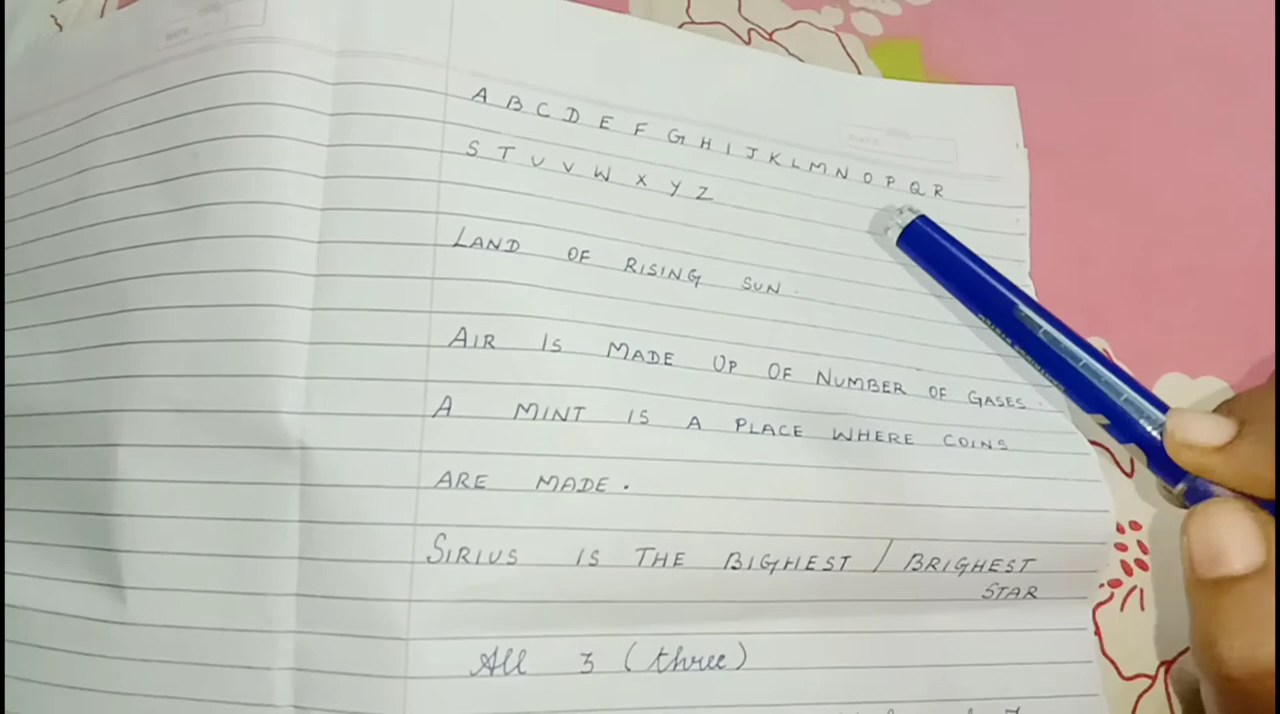 A B C D E F G H I J K L M N O P Q R
S T U V W X Y Z
LAND OF RISING SUN.
AIR IS MADE UP OF NUMBER OF GASES.
A MINT IS A PLACE WHERE COINS
ARE MADE.
SIRIUS IS THE BIGHEST / BRIGHEST
STAR
All 3 (three)